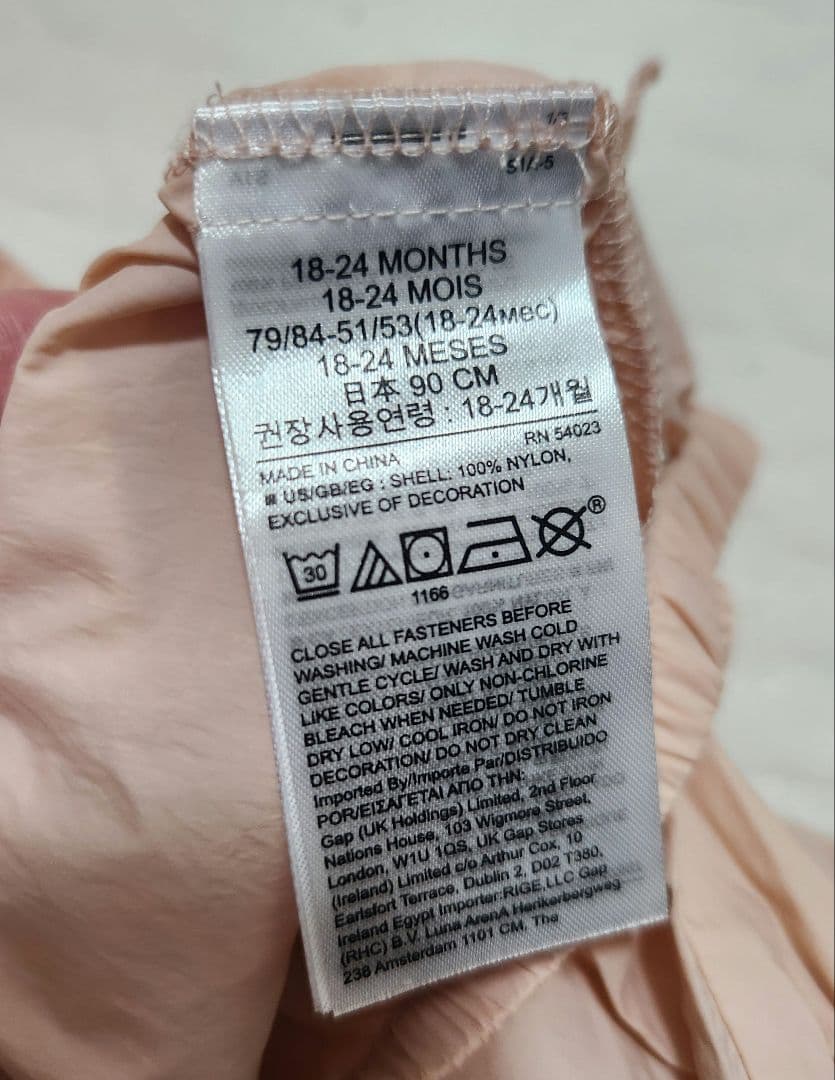 1/3
18-24 MONTHS
18-24 MOIS
79/84-51/53(18-24мес)
18-24 MESES
日本 90 CM
권장사용연령 : 18-24개월
RN 54023
MADE IN CHINA
US/GB/EG : SHELL: 100% NYLON,
EXCLUSIVE OF DECORATION
30
®
1166
CLOSE ALL FASTENERS BEFORE
WASHING/ MACHINE WASH COLD
GENTLE CYCLE/ WASH AND DRY WITH
LIKE COLORS/ ONLY NON-CHLORINE
BLEACH WHEN NEEDED/ TUMBLE
DRY LOW/ COOL IRON/ DO NOT IRON
DECORATION/ DO NOT DRY CLEAN
Imported By/Importe Par/DISTRIBUIDO
POR/ΕΙΣΑΓΕΤΑΙ ΑΠΟ ΤΗΝ:
Gap (UK Holdings) Limited, 2nd Floor
Nations House, 103 Wigmore Street,
London, W1U 1QS, UK Gap Stores
(Ireland) Limited c/o Arthur Cox, 10
Earlsfort Terrace, Dublin 2, D02 T380,
Ireland Egypt Importer:RIGE,LLC Gap
(RHC) B.V. Luna ArenA Herikerbergweg
238 Amsterdam 1101 CM, The